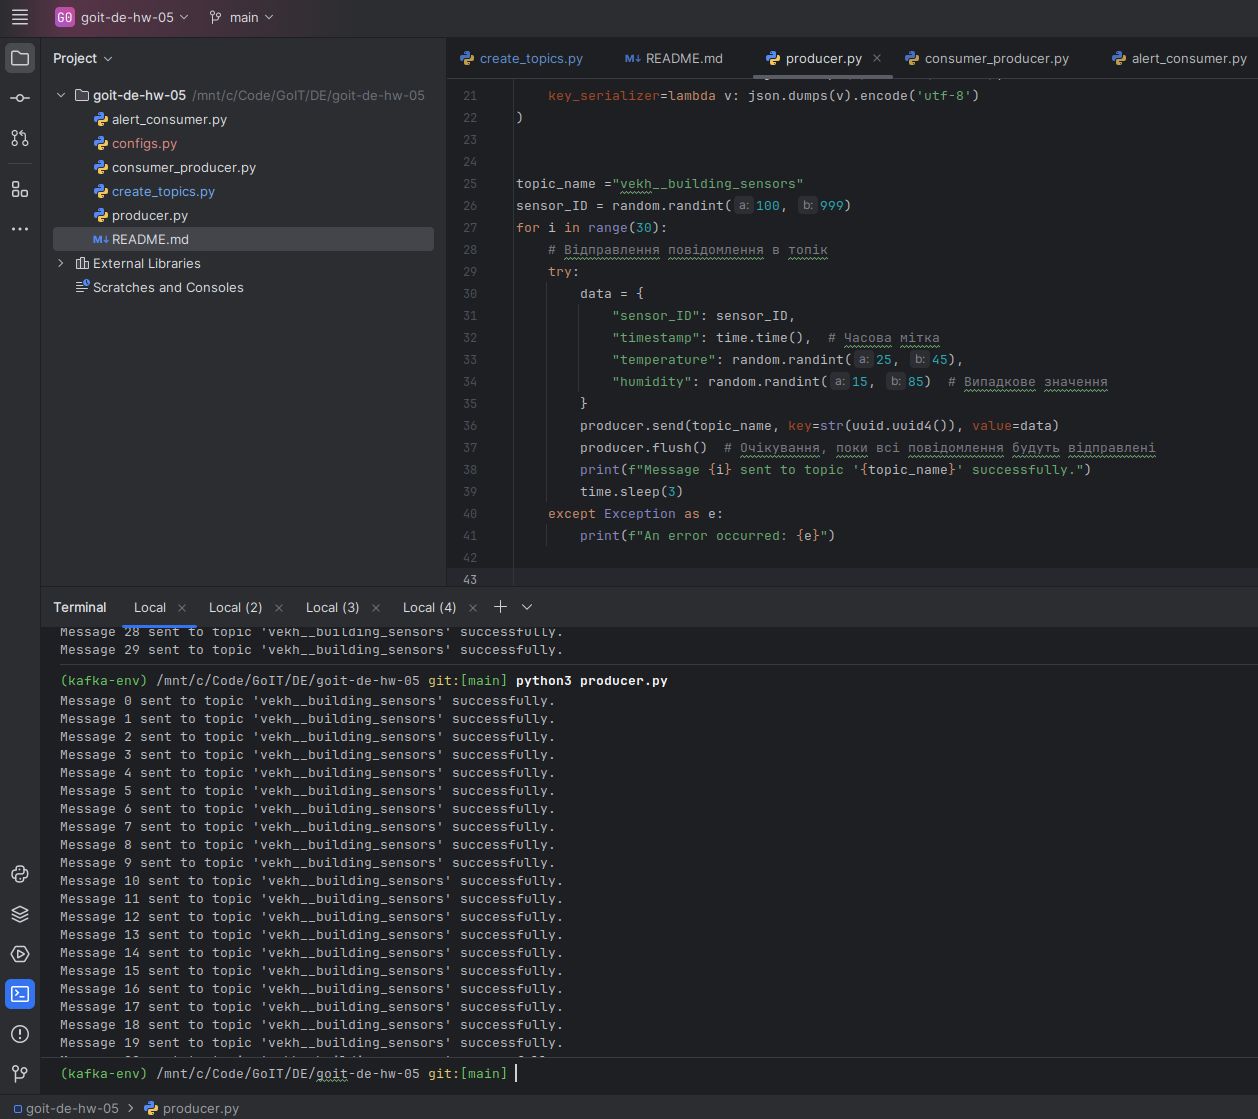 GO goit-de-hw-05 main
Project
goit-de-hw-05 /mnt/c/Code/GoIT/DE/goit-de-hw-05
alert_consumer.py
configs.py
consumer_producer.py
create_topics.py
producer.py
M↓ README.md
External Libraries
Scratches and Consoles
create_topics.py M↓ README.md producer.py consumer_producer.py alert_consumer.py
21 key_serializer=lambda v: json.dumps(v).encode('utf-8')
22 )
23
24
25 topic_name ="vekh__building_sensors"
26 sensor_ID = random.randint( a: 100, b: 999)
27 for i in range(30):
28 # Відправлення повідомлення в топік
29 try:
30 data = {
31 "sensor_ID": sensor_ID,
32 "timestamp": time.time(), # Часова мітка
33 "temperature": random.randint( a: 25, b: 45),
34 "humidity": random.randint( a: 15, b: 85) # Випадкове значення
35 }
36 producer.send(topic_name, key=str(uuid.uuid4()), value=data)
37 producer.flush() # Очікування, поки всі повідомлення будуть відправлені
38 print(f"Message {i} sent to topic '{topic_name}' successfully.")
39 time.sleep(3)
40 except Exception as e:
41 print(f"An error occurred: {e}")
42
43
Terminal Local Local (2) Local (3) Local (4)
Message 28 sent to topic 'vekh__building_sensors' successfully.
Message 29 sent to topic 'vekh__building_sensors' successfully.
(kafka-env) /mnt/c/Code/GoIT/DE/goit-de-hw-05 git:[main] python3 producer.py
Message 0 sent to topic 'vekh__building_sensors' successfully.
Message 1 sent to topic 'vekh__building_sensors' successfully.
Message 2 sent to topic 'vekh__building_sensors' successfully.
Message 3 sent to topic 'vekh__building_sensors' successfully.
Message 4 sent to topic 'vekh__building_sensors' successfully.
Message 5 sent to topic 'vekh__building_sensors' successfully.
Message 6 sent to topic 'vekh__building_sensors' successfully.
Message 7 sent to topic 'vekh__building_sensors' successfully.
Message 8 sent to topic 'vekh__building_sensors' successfully.
Message 9 sent to topic 'vekh__building_sensors' successfully.
Message 10 sent to topic 'vekh__building_sensors' successfully.
Message 11 sent to topic 'vekh__building_sensors' successfully.
Message 12 sent to topic 'vekh__building_sensors' successfully.
Message 13 sent to topic 'vekh__building_sensors' successfully.
Message 14 sent to topic 'vekh__building_sensors' successfully.
Message 15 sent to topic 'vekh__building_sensors' successfully.
Message 16 sent to topic 'vekh__building_sensors' successfully.
Message 17 sent to topic 'vekh__building_sensors' successfully.
Message 18 sent to topic 'vekh__building_sensors' successfully.
Message 19 sent to topic 'vekh__building_sensors' successfully.
(kafka-env) /mnt/c/Code/GoIT/DE/goit-de-hw-05 git:[main]
goit-de-hw-05 > producer.py